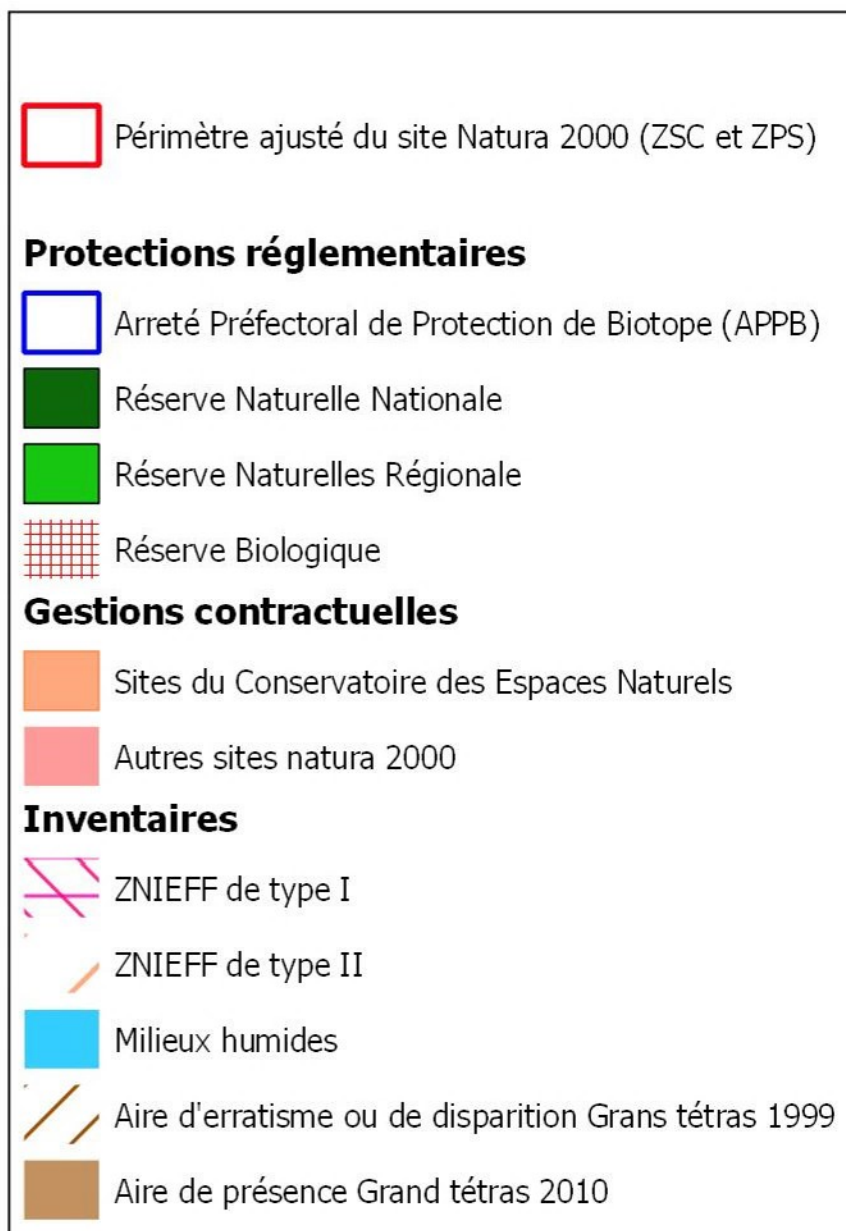 Périmètre ajusté du site Natura 2000 (ZSC et ZPS)
Protections réglementaires
Arreté Préfectoral de Protection de Biotope (APPB)
Réserve Naturelle Nationale
Réserve Naturelles Régionale
Réserve Biologique
Gestions contractuelles
Sites du Conservatoire des Espaces Naturels
Autres sites natura 2000
Inventaires
ZNIEFF de type I
ZNIEFF de type II
Milieux humides
Aire d'erratisme ou de disparition Grans tétras 1999
Aire de présence Grand tétras 2010